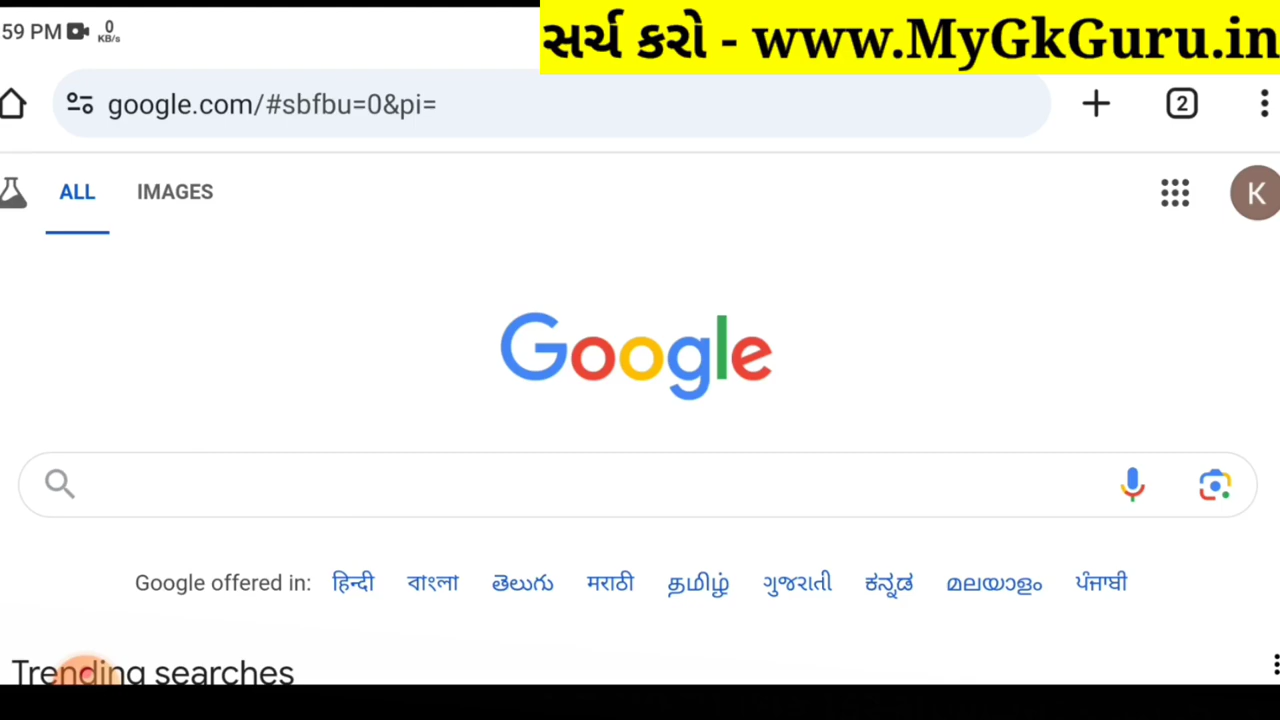 59 PM 0 KB/s
સર્ચ કરો - www.MyGkGuru.in
google.com/#sbfbu=0&pi=
2
ALL IMAGES
K
Google
Google offered in: हिन्दी বাংলা తెలుగు मराठी தமிழ் ગુજરાતી ಕನ್ನಡ മലയാളം ਪੰਜਾਬੀ
Trending searches